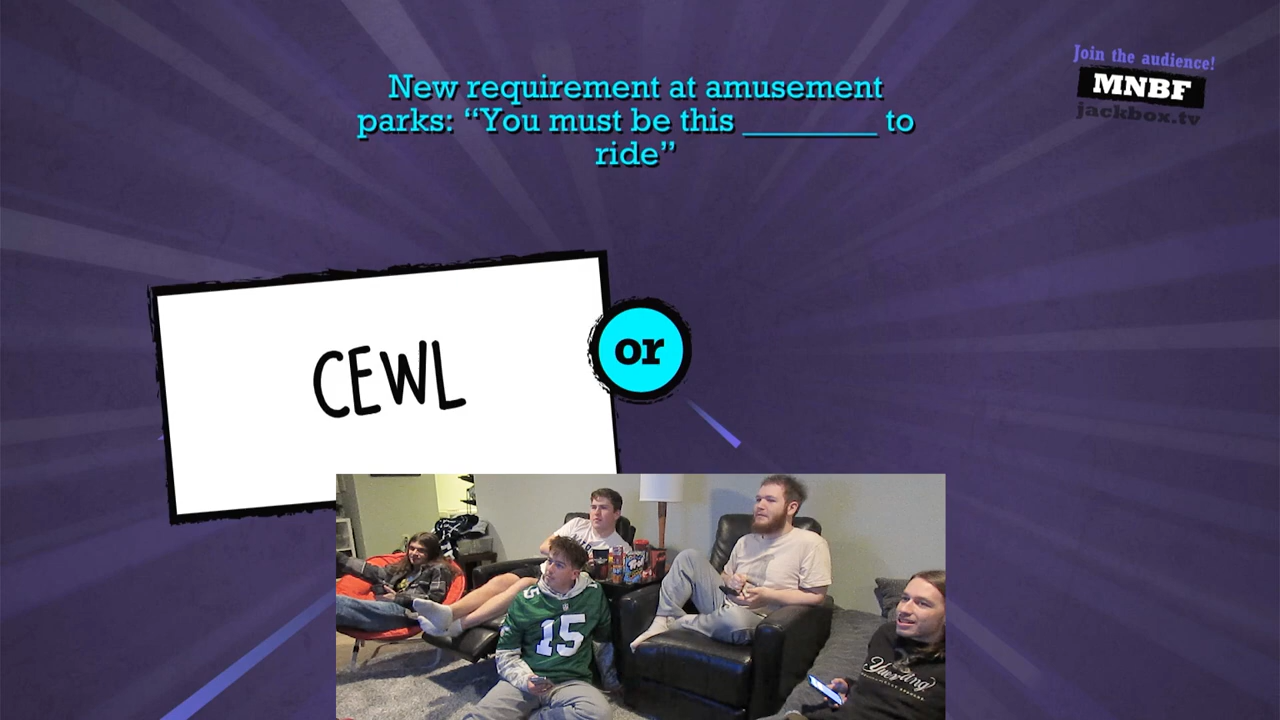 Join the audience!
MNBF
jackbox.tv
New requirement at amusement
parks: “You must be this ________ to
ride”
CEWL
or
15
Yuengling